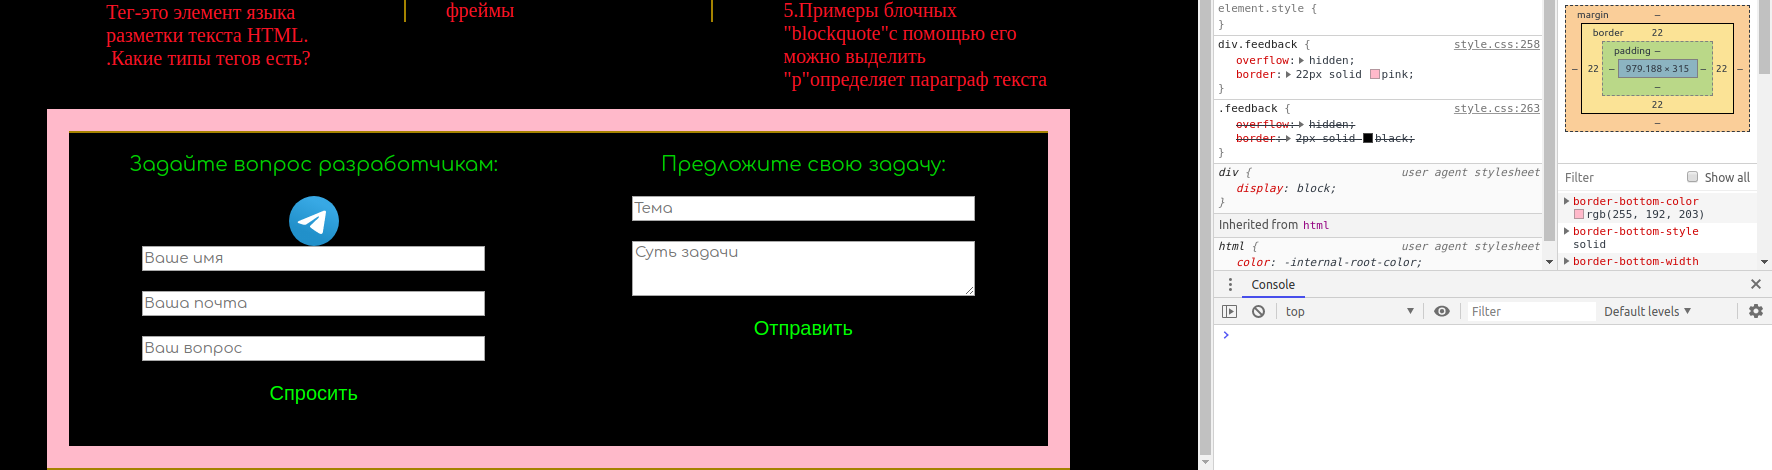 Тег-это элемент языка
разметки текста HTML.
.Какие типы тегов есть?
фреймы
5.Примеры блочных
"blockquote"с помощью его
можно выделить
"p"определяет параграф текста
Задайте вопрос разработчикам:
Ваше имя
Ваша почта
Ваш вопрос
Спросить
Предложите свою задачу:
Тема
Суть задачи
Отправить
element.style {
}
div.feedback { style.css:258
overflow: hidden;
border: 22px solid pink;
}
.feedback { style.css:263
overflow: hidden;
border: 2px solid black;
}
div { user agent stylesheet
display: block;
}
Inherited from html
html { user agent stylesheet
color: -internal-root-color;
margin –
border 22
padding –
– 22 – 979.188 × 315 – 22 –
–
22
–
Filter Show all
border-bottom-color
rgb(255, 192, 203)
border-bottom-style
solid
border-bottom-width
Console
top Filter Default levels